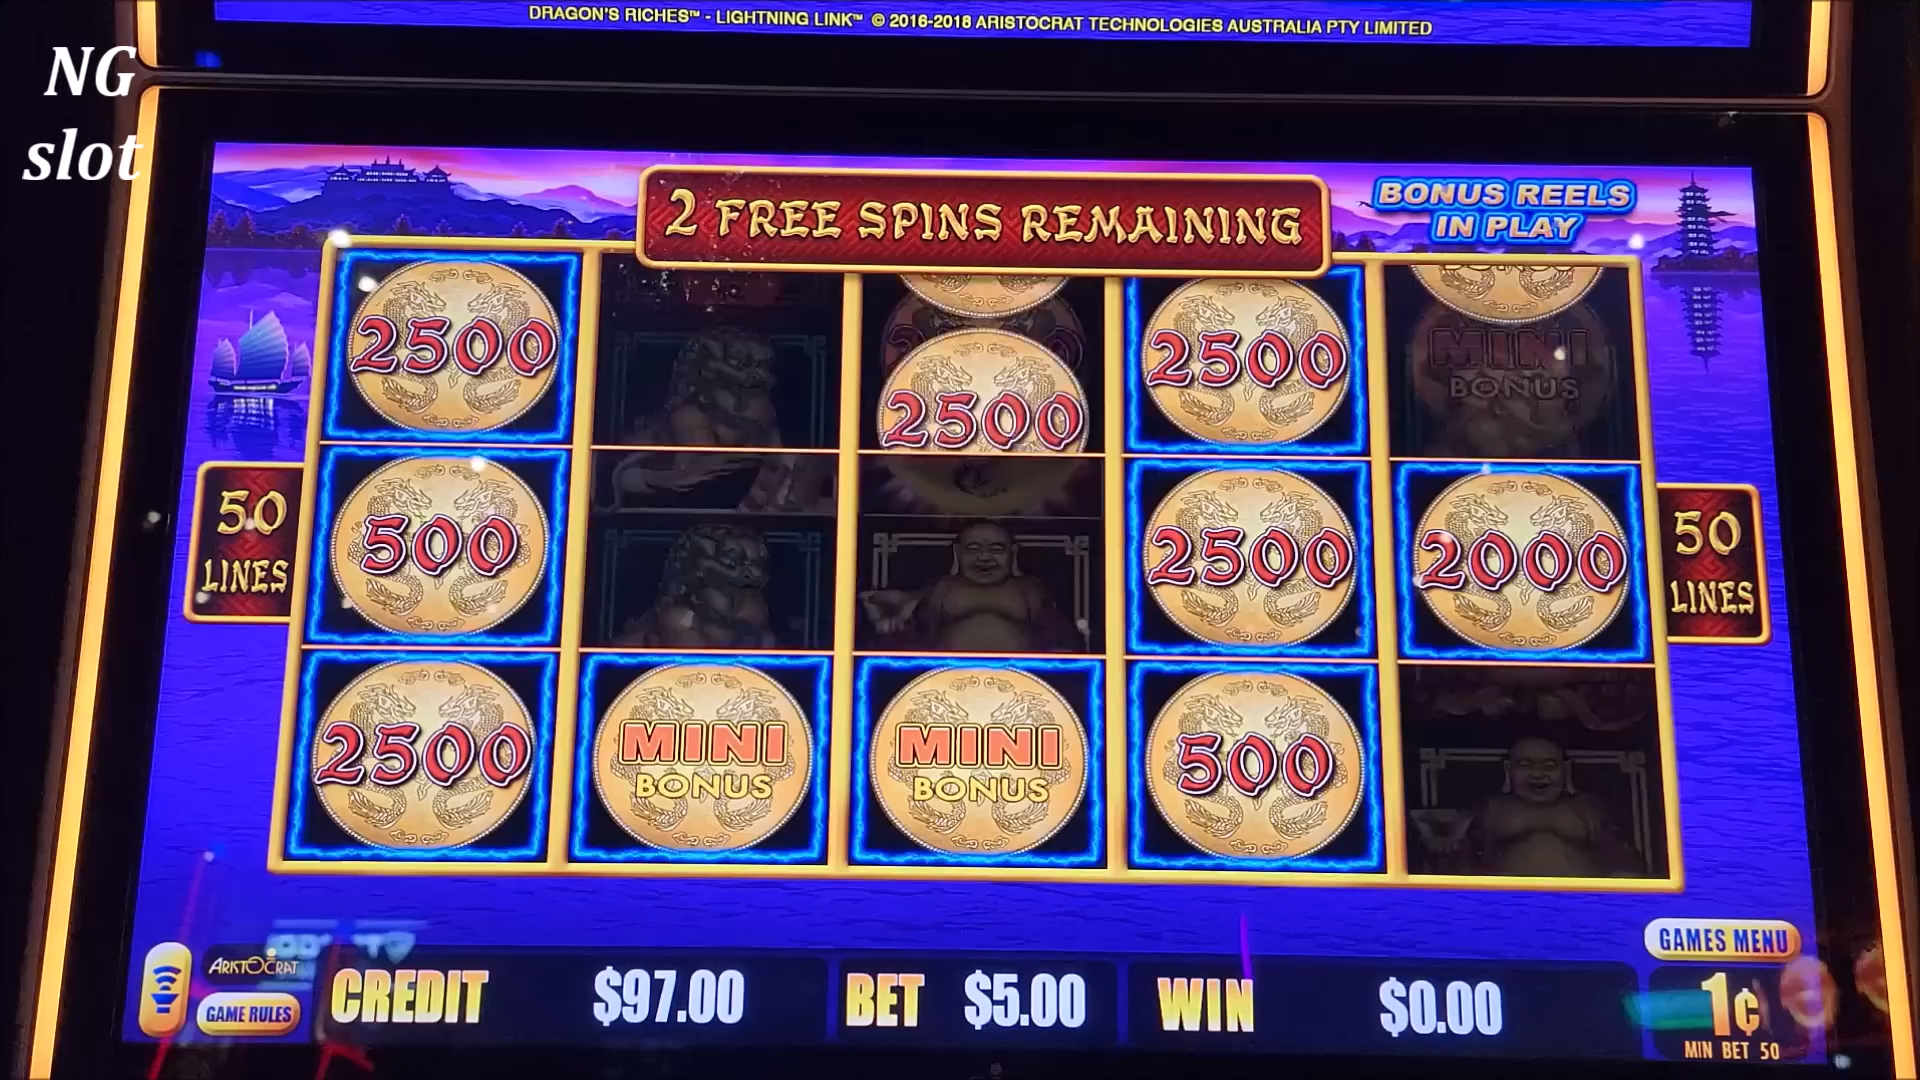 DRAGON'S RICHES™ - LIGHTNING LINK™ © 2016-2018 ARISTOCRAT TECHNOLOGIES AUSTRALIA PTY LIMITED
NG
slot
2 FREE SPINS REMAINING
BONUS REELS
IN PLAY
2500
2500
2500
MINI
BONUS
50
LINES
500
2500
2000
50
LINES
2500
MINI
BONUS
MINI
BONUS
500
GAMES MENU
ARISTOCRAT
GAME RULES
CREDIT $97.00 BET $5.00 WIN $0.00
1¢
MIN BET 50